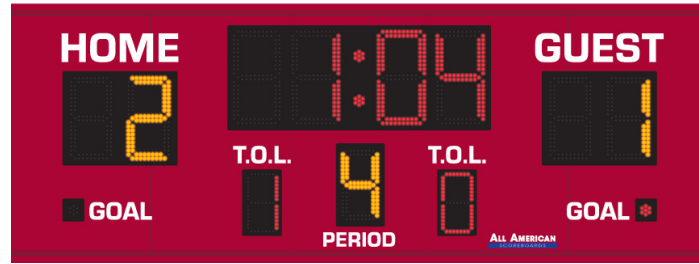 HOME
1:04
GUEST
2
1
T.O.L.
T.O.L.
1
4
0
GOAL
GOAL
PERIOD
ALL AMERICAN
SCOREBOARDS